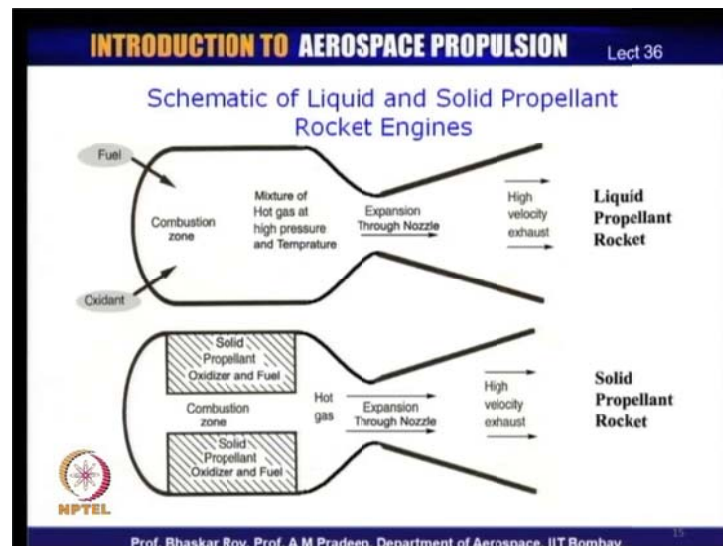 INTRODUCTION TO AEROSPACE PROPULSION
Lect 36
Schematic of Liquid and Solid Propellant
Rocket Engines
Fuel
Combustion
zone
Oxidant
Mixture of
Hot gas at
high pressure
and Temprature
Expansion
Through Nozzle
High
velocity
exhaust
Liquid
Propellant
Rocket
Solid
Propellant
Oxidizer and Fuel
Combustion
zone
Solid
Propellant
Oxidizer and Fuel
Hot
gas
Expansion
Through Nozzle
High
velocity
exhaust
Solid
Propellant
Rocket
NPTEL
15
Prof. Bhaskar Roy, Prof. A M Pradeep, Department of Aerospace, IIT Bombay